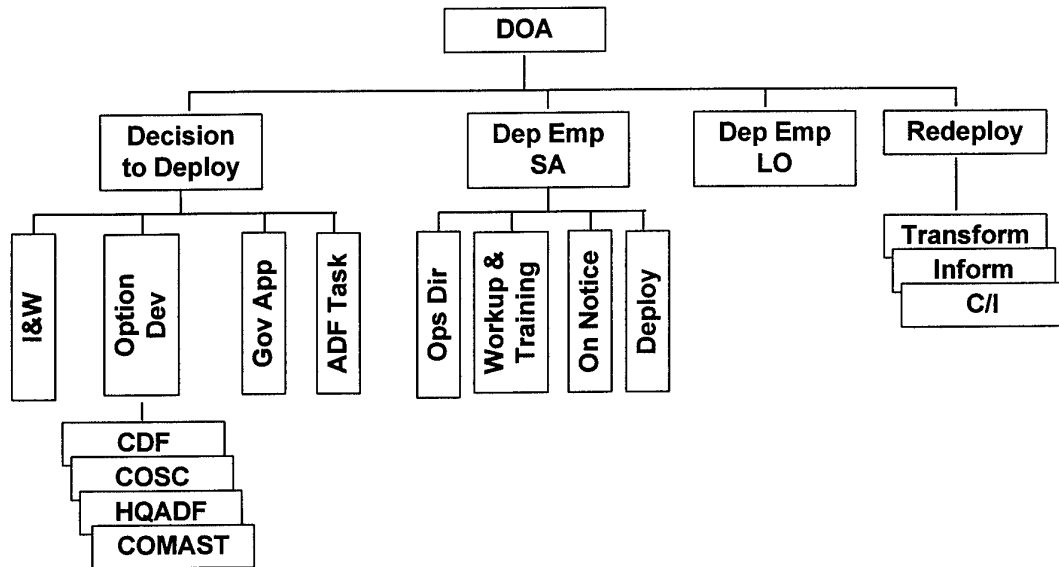 DOA
Decision
to Deploy
Dep Emp
SA
Dep Emp
LO
Redeploy
I&W
Option
Dev
Gov App
ADF Task
Ops Dir
Workup &
Training
On Notice
Deploy
Transform
Inform
C/I
CDF
COSC
HQADF
COMAST